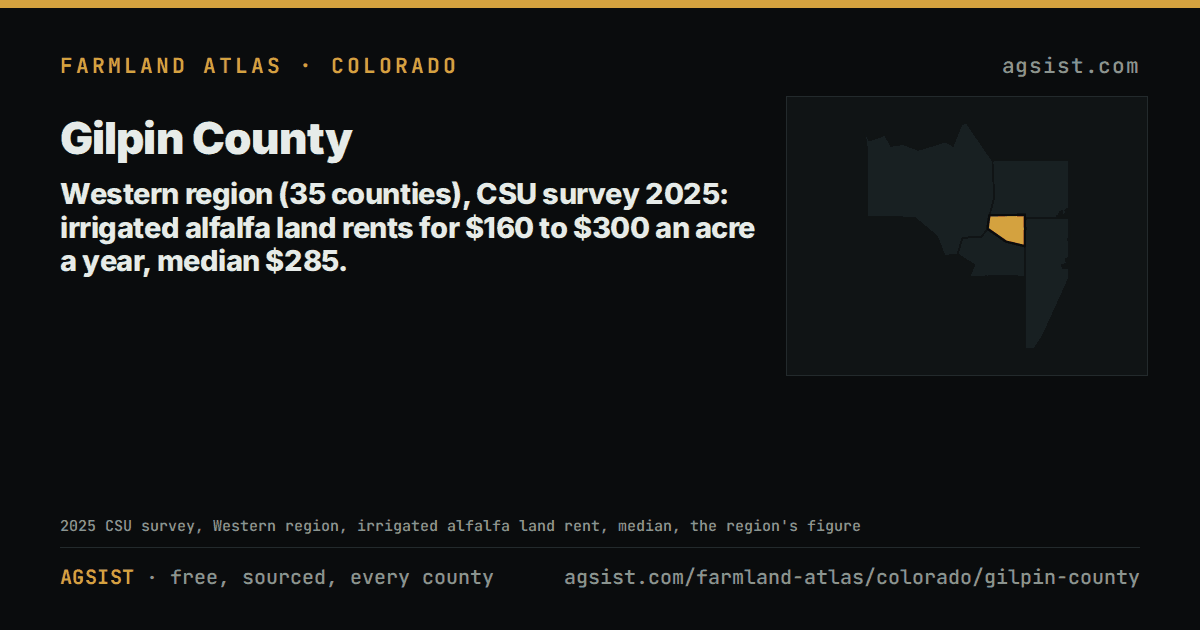 FARMLAND ATLAS · COLORADO
agsist.com
Gilpin County
Western region (35 counties), CSU survey 2025:
irrigated alfalfa land rents for $160 to $300 an acre
a year, median $285.
2025 CSU survey, Western region, irrigated alfalfa land rent, median, the region's figure
AGSIST · free, sourced, every county
agsist.com/farmland-atlas/colorado/gilpin-county